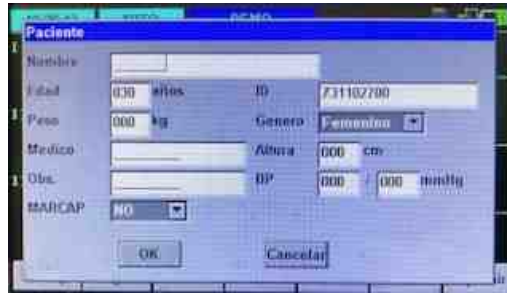 DEMO
Paciente
Nombre
Edad 030 años ID 731102700
Peso 000 kg Genero Femenino
Medico Altura 000 cm
Obs. BP 000 / 000 mmHg
MARCAP NO
OK Cancelar